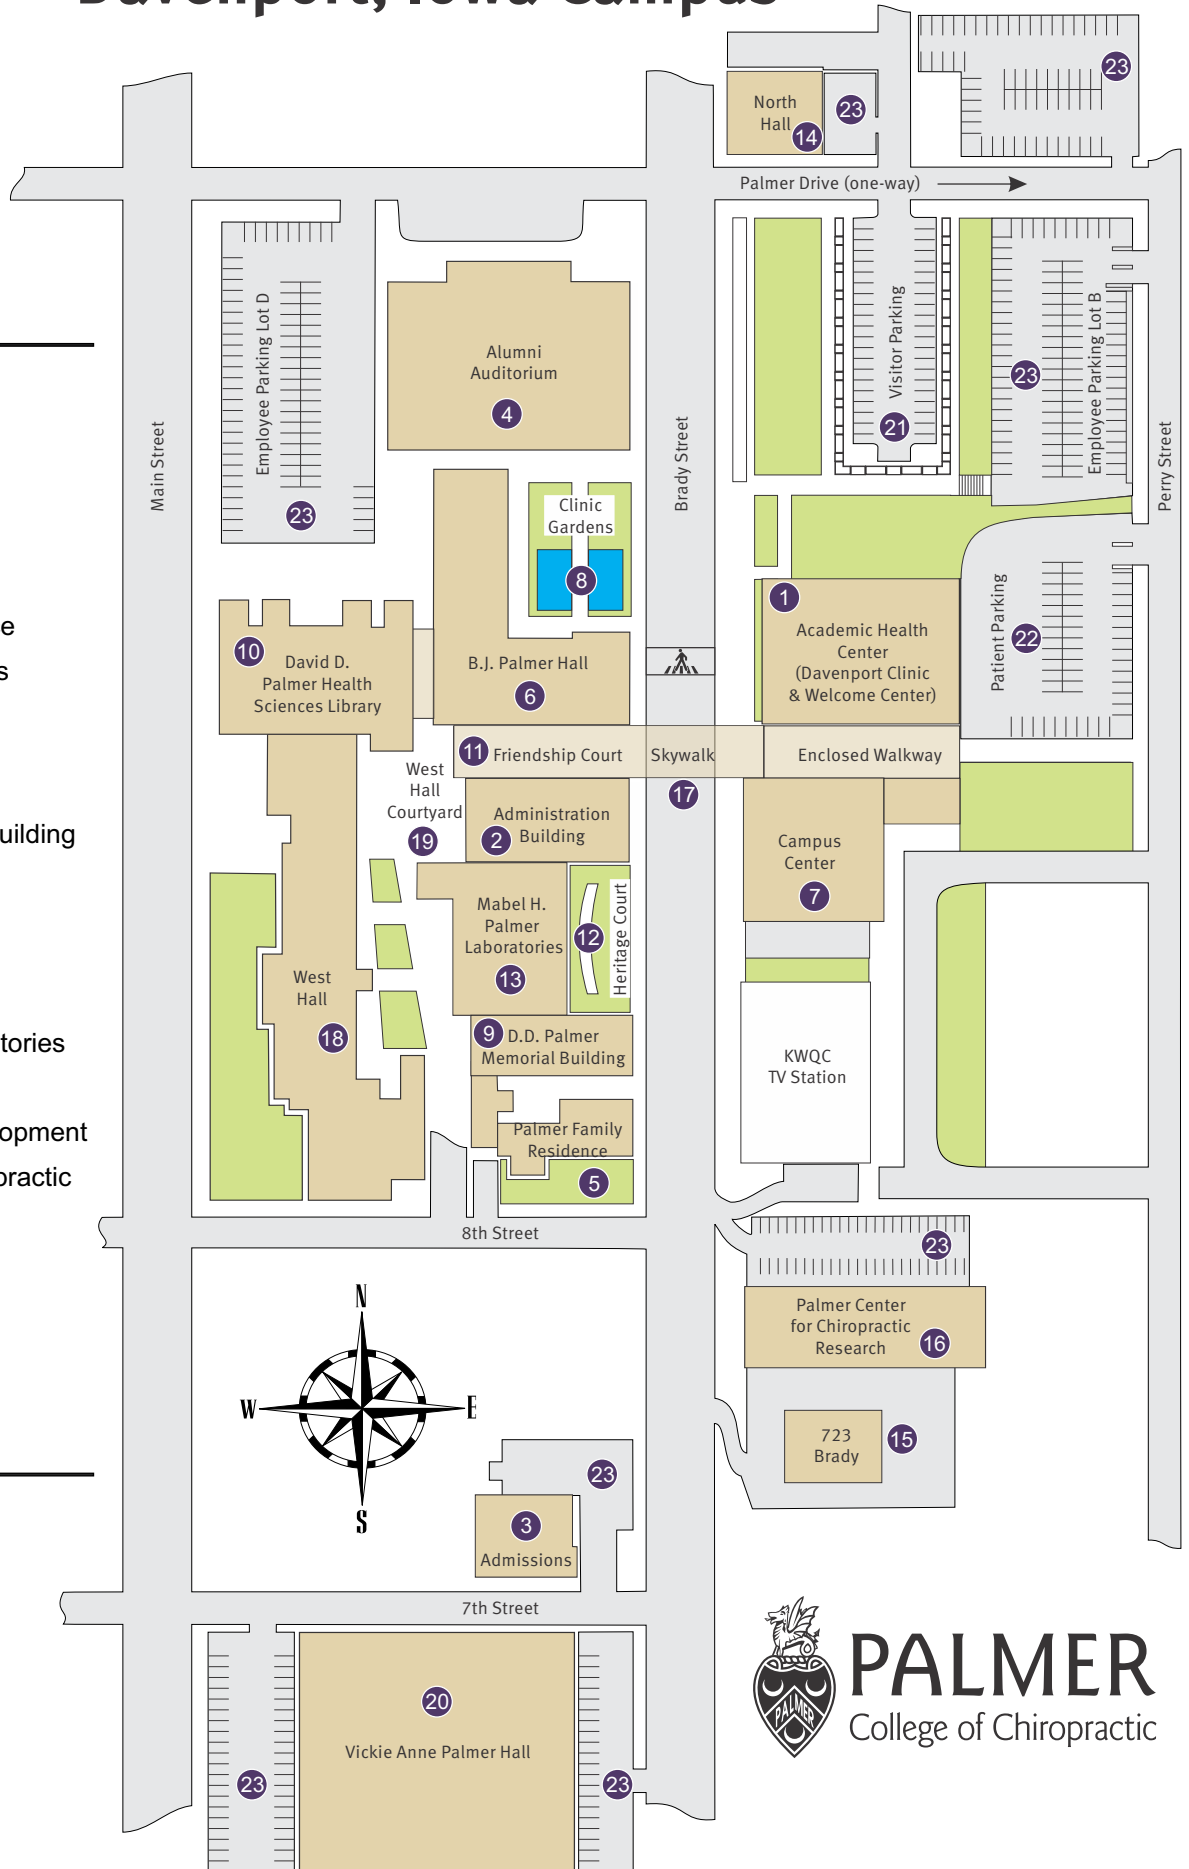 Davenport, Iowa Campus
North
Hall
14
23
23
Palmer Drive (one-way)
Main Street
Employee Parking Lot D
23
Alumni
Auditorium
4
Brady Street
Visitor Parking
21
23
Employee Parking Lot B
Perry Street
Clinic
Gardens
8
1
Academic Health
Center
(Davenport Clinic
& Welcome Center)
Patient Parking
22
10
David D.
Palmer Health
Sciences Library
B.J. Palmer Hall
6
11
Friendship Court
Skywalk
17
Enclosed Walkway
West
Hall
Courtyard
19
Administration
Building
2
Campus
Center
7
Mabel H.
Palmer
Laboratories
13
12
Heritage Court
West
Hall
18
9
D.D. Palmer
Memorial Building
KWQC
TV Station
Palmer Family
Residence
5
8th Street
23
Palmer Center
for Chiropractic
Research
16
723
Brady
15
N
W
E
S
23
3
Admissions
7th Street
20
Vickie Anne Palmer Hall
23
23
PALMER
PALMER
College of Chiropractic
e
s
uilding
tories
opment
practic